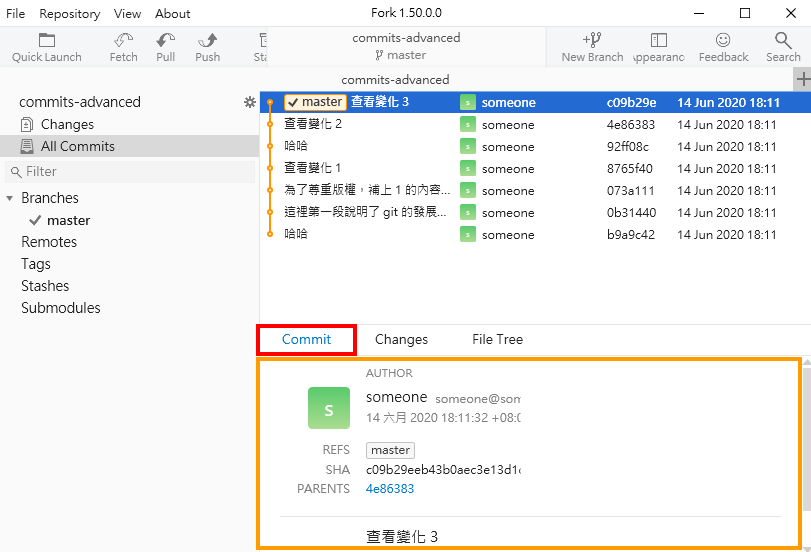 File Repository View About Fork 1.50.0.0
Quick Launch Fetch Pull Push Sta commits-advanced master New Branch Appearance Feedback Search
commits-advanced
commits-advanced
Changes
All Commits
Filter
Branches
master
Remotes
Tags
Stashes
Submodules
master 查看變化 3 s someone c09b29e 14 Jun 2020 18:11
查看變化 2 s someone 4e86383 14 Jun 2020 18:11
哈哈 s someone 92ff08c 14 Jun 2020 18:11
查看變化 1 s someone 8765f40 14 Jun 2020 18:11
為了尊重版權，補上 1 的內容... s someone 073a111 14 Jun 2020 18:11
這裡第一段說明了 git 的發展... s someone 0b31440 14 Jun 2020 18:11
哈哈 s someone b9a9c42 14 Jun 2020 18:11
Commit Changes File Tree
AUTHOR
S someone someone@som
14 六月 2020 18:11:32 +08:0
REFS master
SHA c09b29eeb43b0aec3e13d1c
PARENTS 4e86383
查看變化 3